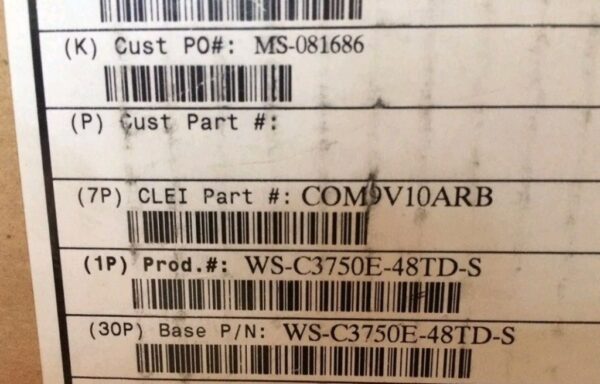 (K) Cust PO#: MS-081686
(P) Cust Part #:
(7P) CLEI Part #: COM9V10ARB
(1P) Prod.#: WS-C3750E-48TD-S
(30P) Base P/N: WS-C3750E-48TD-S